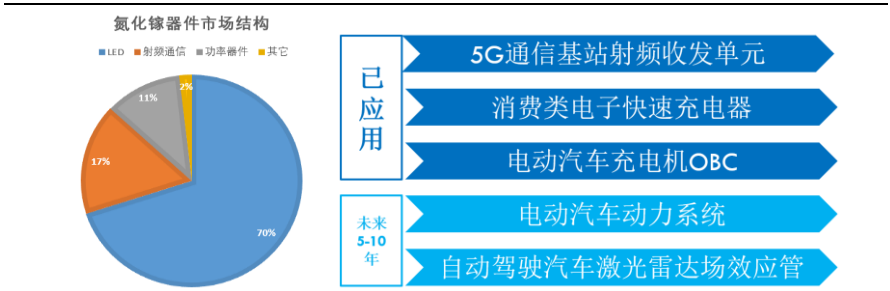 氮化镓器件市场结构
LED 射频通信 功率器件 其它
2%
11%
17%
70%
已应用
5G通信基站射频收发单元
消费类电子快速充电器
电动汽车充电机OBC
未来
5-10
年
电动汽车动力系统
自动驾驶汽车激光雷达场效应管